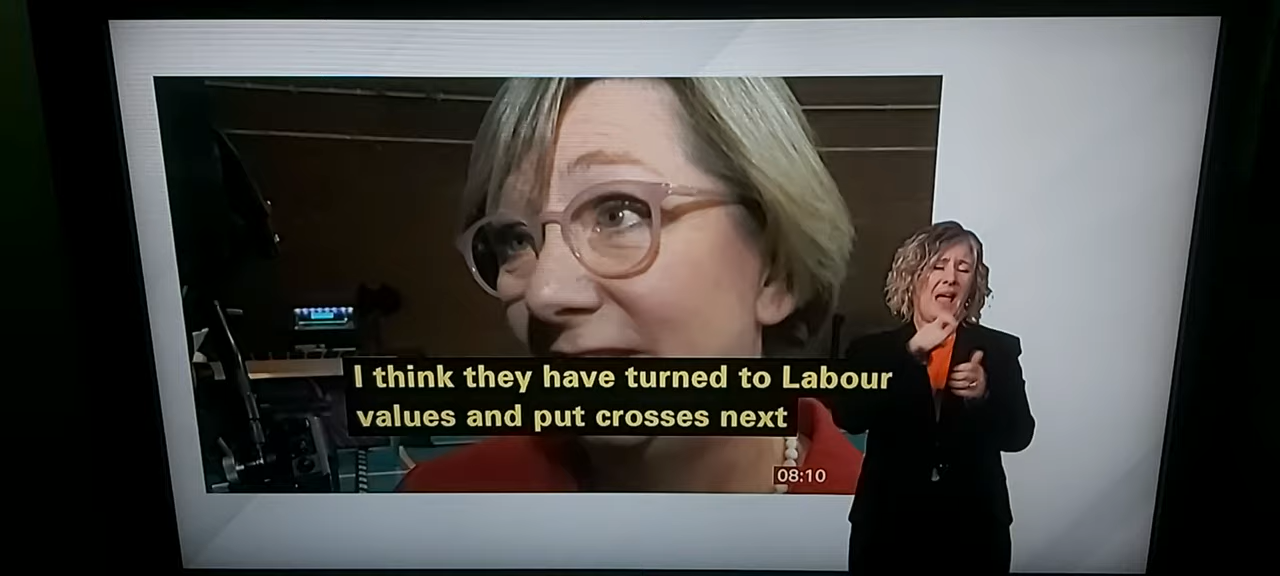 I think they have turned to Labour
values and put crosses next
08:10